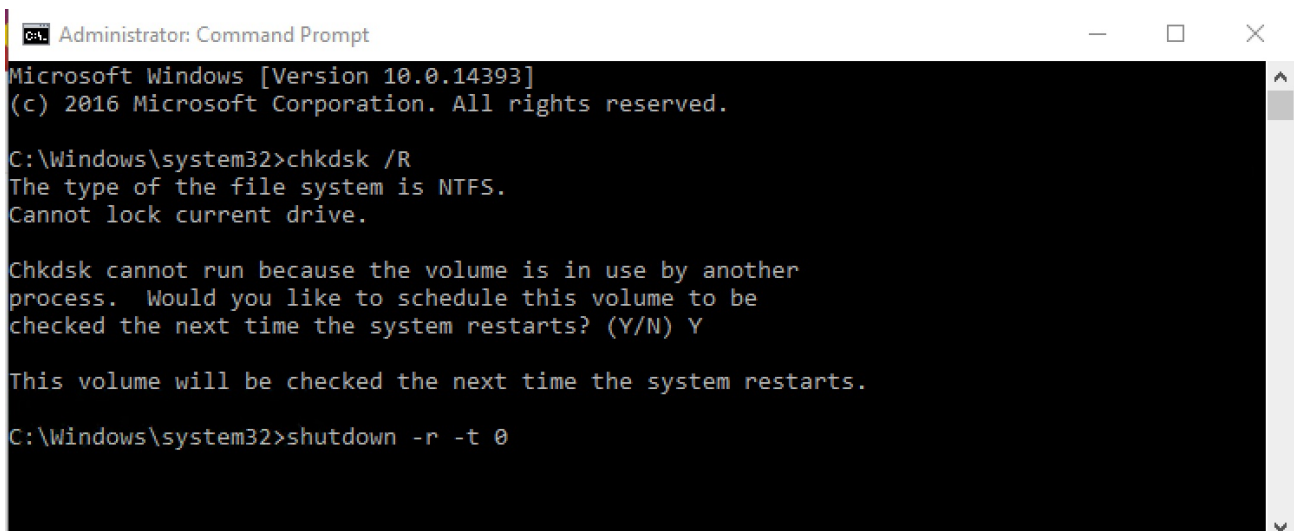 Administrator: Command Prompt
Microsoft Windows [Version 10.0.14393]
(c) 2016 Microsoft Corporation. All rights reserved.
C:\Windows\system32>chkdsk /R
The type of the file system is NTFS.
Cannot lock current drive.
Chkdsk cannot run because the volume is in use by another
process.  Would you like to schedule this volume to be
checked the next time the system restarts? (Y/N) Y
This volume will be checked the next time the system restarts.
C:\Windows\system32>shutdown -r -t 0